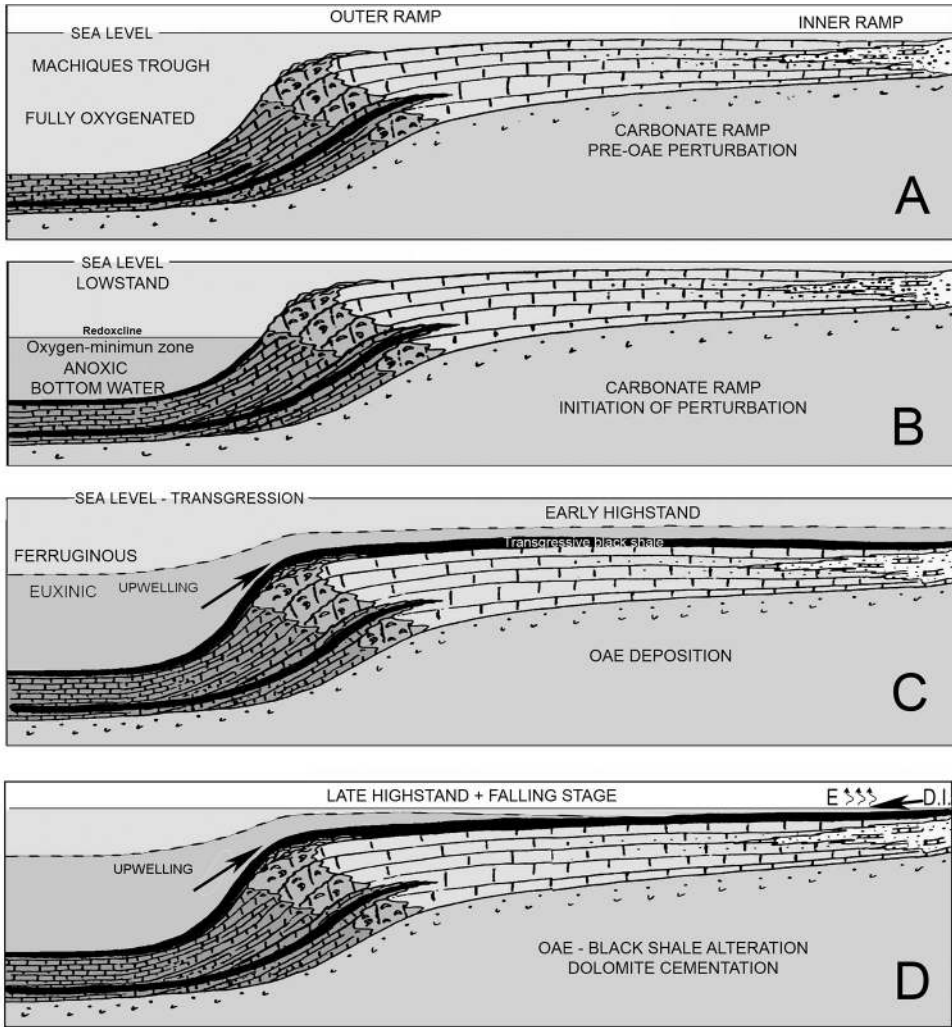 OUTER RAMP
INNER RAMP
SEA LEVEL
MACHIQUES TROUGH
FULLY OXYGENATED
CARBONATE RAMP
PRE-OAE PERTURBATION
A
SEA LEVEL
LOWSTAND
Redoxcline
Oxygen-minimun zone
ANOXIC
BOTTOM WATER
CARBONATE RAMP
INITIATION OF PERTURBATION
B
SEA LEVEL - TRANSGRESSION
EARLY HIGHSTAND
Transgressive black shale
FERRUGINOUS
EUXINIC
UPWELLING
OAE DEPOSITION
C
LATE HIGHSTAND + FALLING STAGE
E
D.I.
UPWELLING
OAE - BLACK SHALE ALTERATION
DOLOMITE CEMENTATION
D